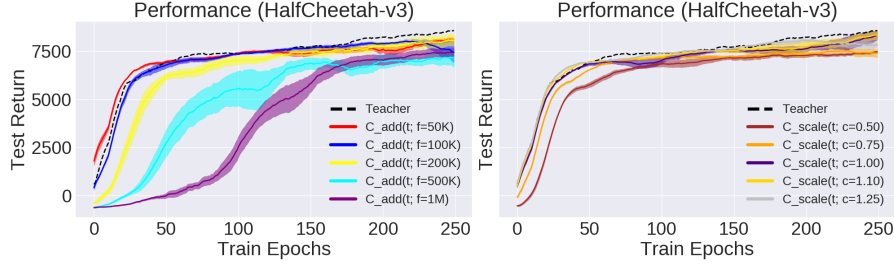 Performance (HalfCheetah-v3)
Test Return
7500
5000
2500
0
Teacher
C_add(t; f=50K)
C_add(t; f=100K)
C_add(t; f=200K)
C_add(t; f=500K)
C_add(t; f=1M)
0 50 100 150 200 250
Train Epochs
Performance (HalfCheetah-v3)
Test Return
Teacher
C_scale(t; c=0.50)
C_scale(t; c=0.75)
C_scale(t; c=1.00)
C_scale(t; c=1.10)
C_scale(t; c=1.25)
0 50 100 150 200 250
Train Epochs